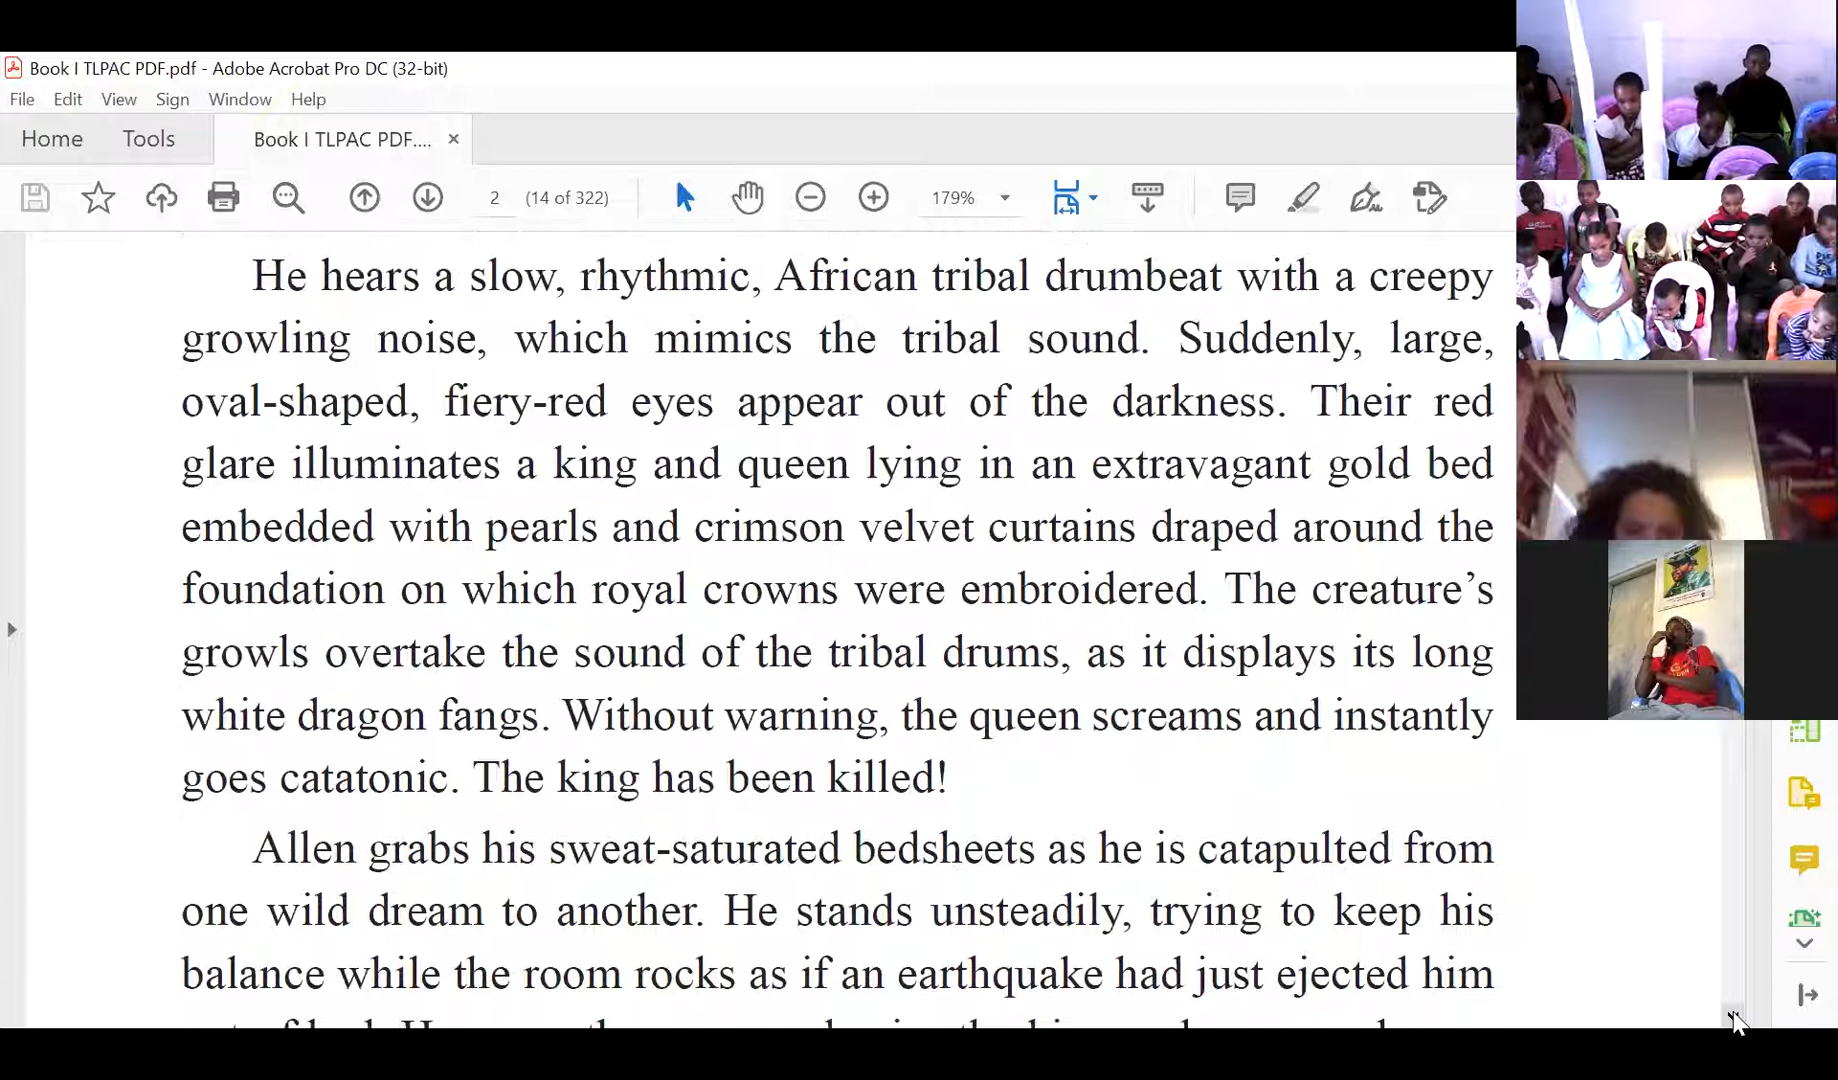 Book I TLPAC PDF.pdf - Adobe Acrobat Pro DC (32-bit)
File Edit View Sign Window Help
Home Tools Book I TLPAC PDF.... ×
2 (14 of 322) 179%
He hears a slow, rhythmic, African tribal drumbeat with a creepy
growling noise, which mimics the tribal sound. Suddenly, large,
oval-shaped, fiery-red eyes appear out of the darkness. Their red
glare illuminates a king and queen lying in an extravagant gold bed
embedded with pearls and crimson velvet curtains draped around the
foundation on which royal crowns were embroidered. The creature’s
growls overtake the sound of the tribal drums, as it displays its long
white dragon fangs. Without warning, the queen screams and instantly
goes catatonic. The king has been killed!
Allen grabs his sweat-saturated bedsheets as he is catapulted from
one wild dream to another. He stands unsteadily, trying to keep his
balance while the room rocks as if an earthquake had just ejected him